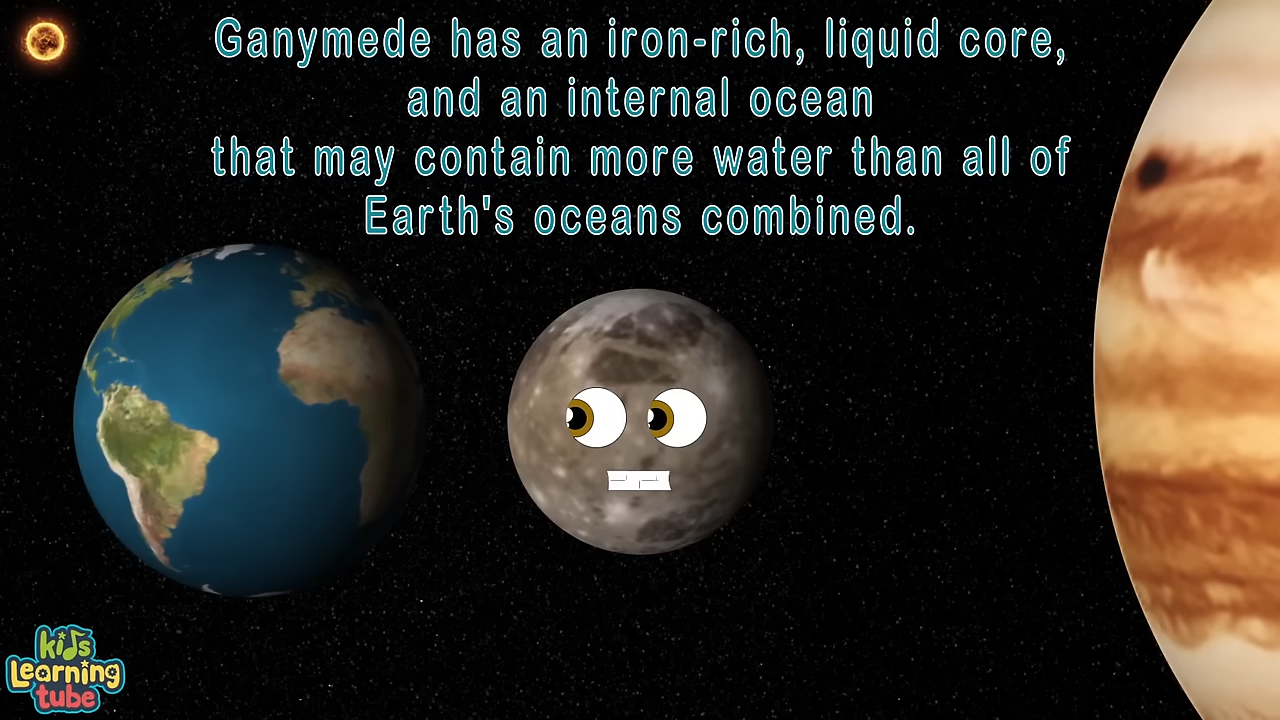 Ganymede has an iron-rich, liquid core,
and an internal ocean
that may contain more water than all of
Earth's oceans combined.
kids
Learning
tube